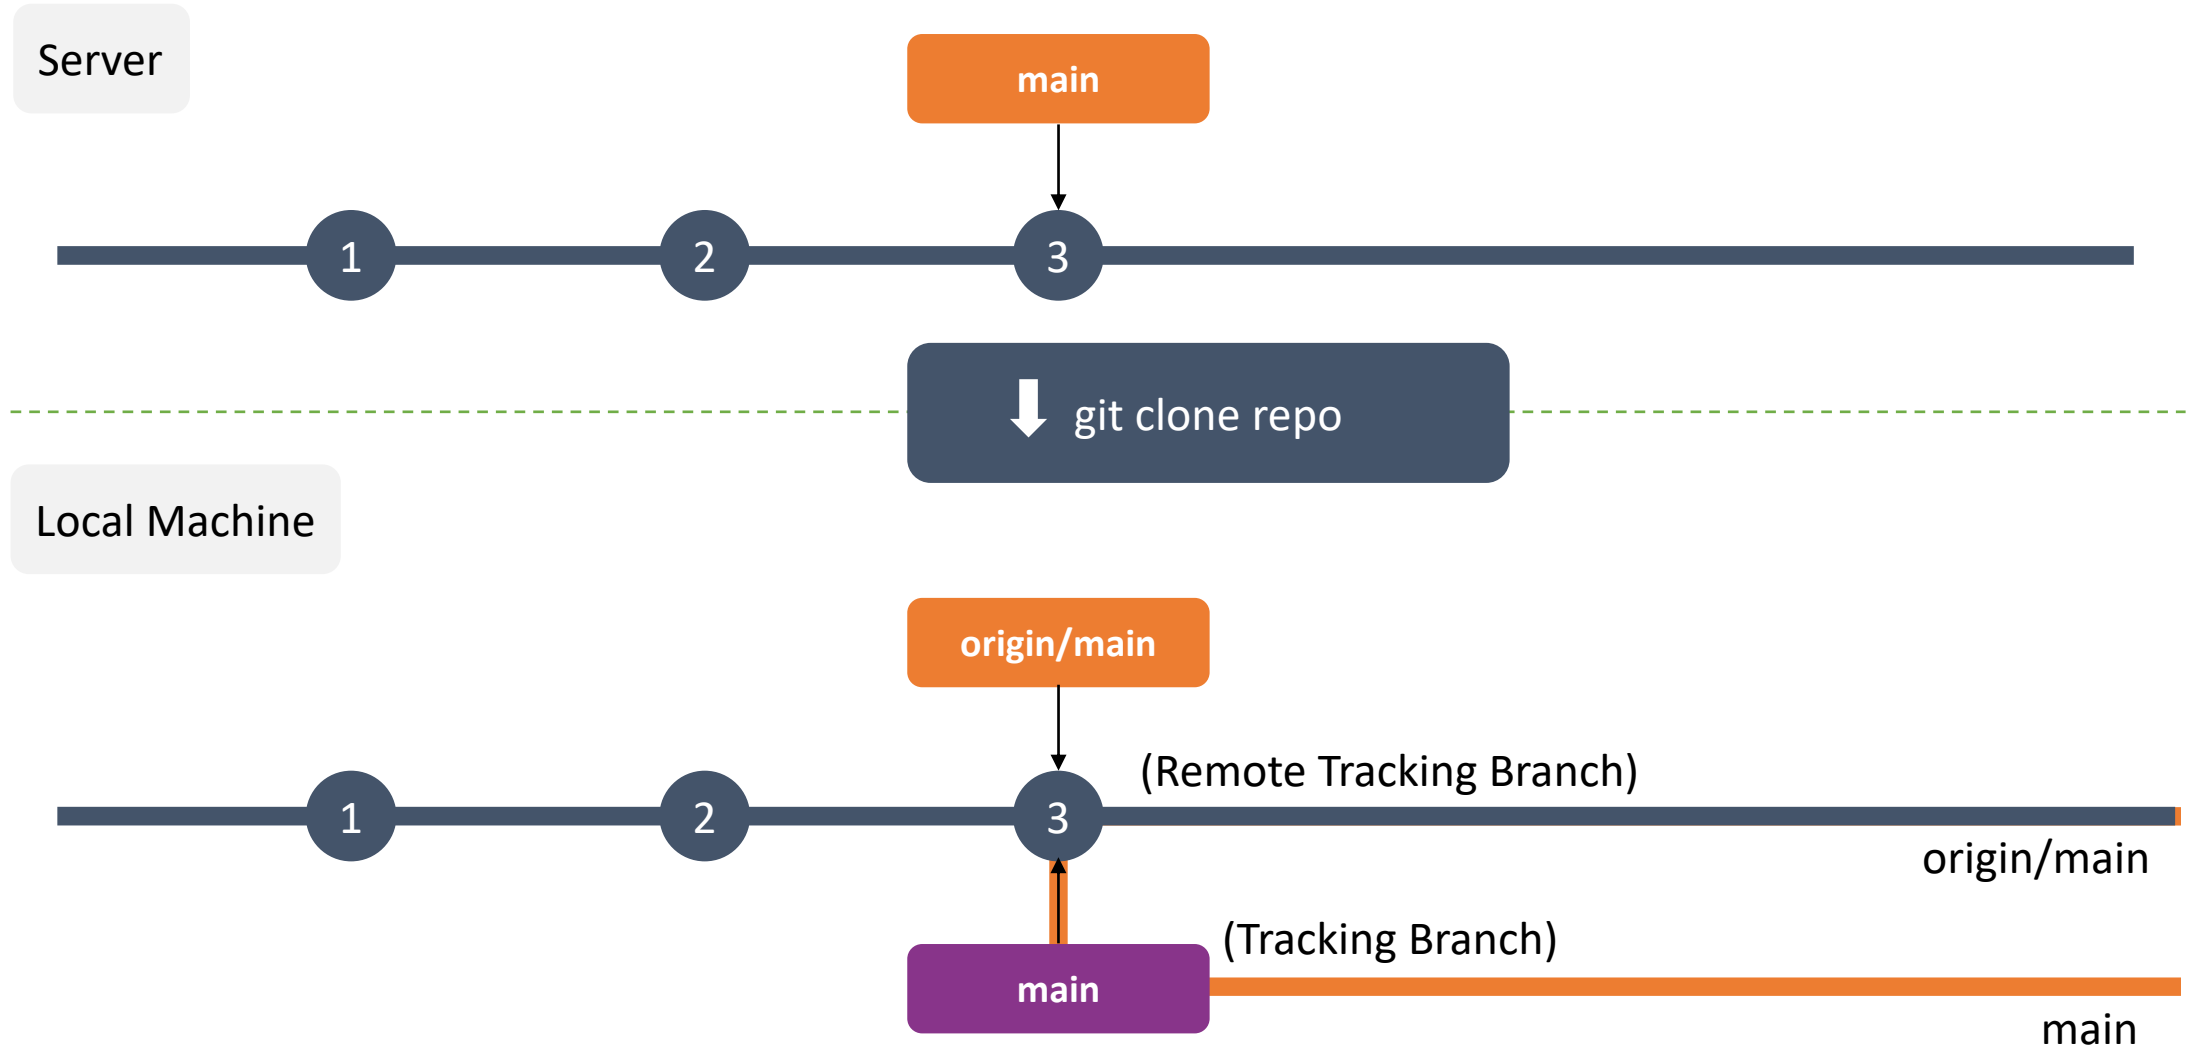 Server
main
1
2
3
git clone repo
Local Machine
origin/main
(Remote Tracking Branch)
1
2
3
origin/main
(Tracking Branch)
main
main